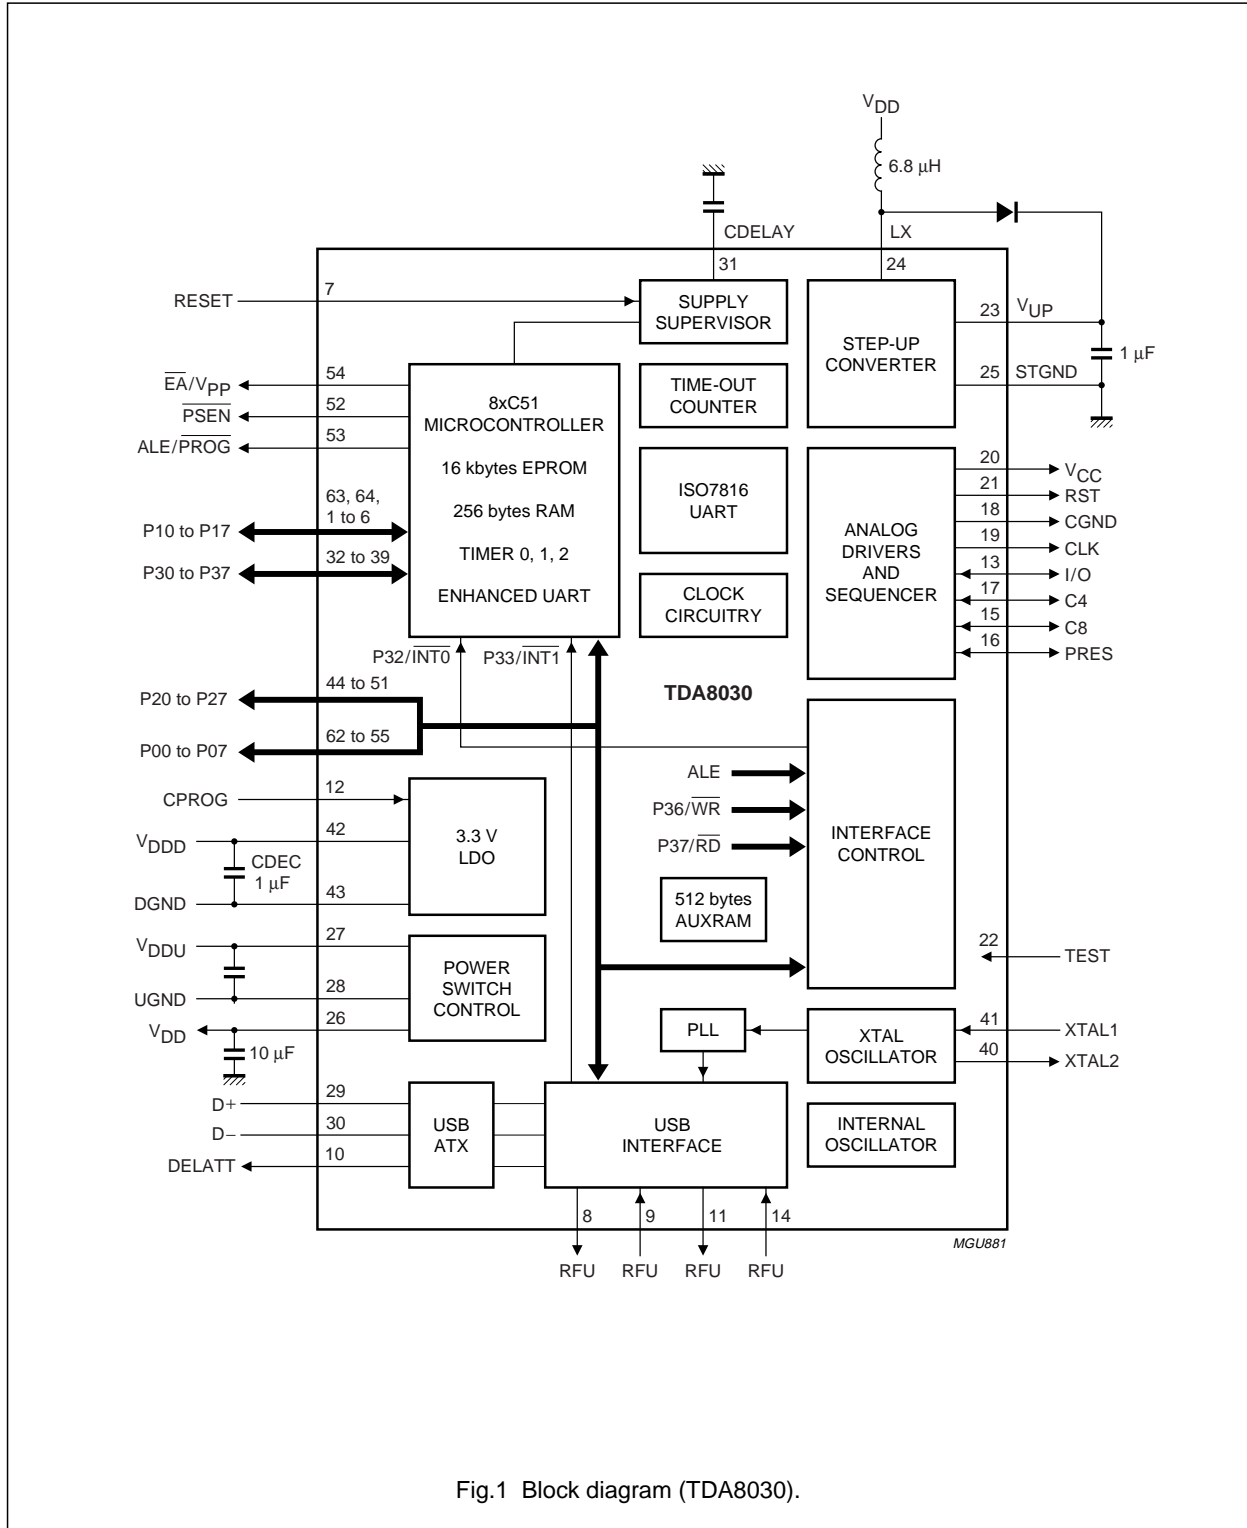 VDD
6.8 μH
CDELAY
LX
31
24
RESET
7
SUPPLY
SUPERVISOR
STEP-UP
CONVERTER
23
VUP
1 μF
25
STGND
EA/VPP
54
PSEN
52
ALE/PROG
53
8xC51
MICROCONTROLLER
16 kbytes EPROM
256 bytes RAM
TIMER 0, 1, 2
ENHANCED UART
TIME-OUT
COUNTER
ISO7816
UART
CLOCK
CIRCUITRY
ANALOG
DRIVERS
AND
SEQUENCER
20
VCC
21
RST
18
CGND
19
CLK
13
I/O
17
C4
15
C8
16
PRES
P10 to P17
63, 64,
1 to 6
P30 to P37
32 to 39
P32/INT0
P33/INT1
P20 to P27
44 to 51
P00 to P07
62 to 55
TDA8030
ALE
P36/WR
P37/RD
INTERFACE
CONTROL
512 bytes
AUXRAM
CPROG
12
VDDD
42
CDEC
1 μF
DGND
43
3.3 V
LDO
VDDU
27
UGND
28
VDD
26
10 μF
POWER
SWITCH
CONTROL
22
TEST
PLL
XTAL
OSCILLATOR
41
XTAL1
40
XTAL2
D+
29
D−
30
DELATT
10
USB
ATX
USB
INTERFACE
INTERNAL
OSCILLATOR
8
9
11
14
RFU
RFU
RFU
RFU
MGU881
Fig.1 Block diagram (TDA8030).